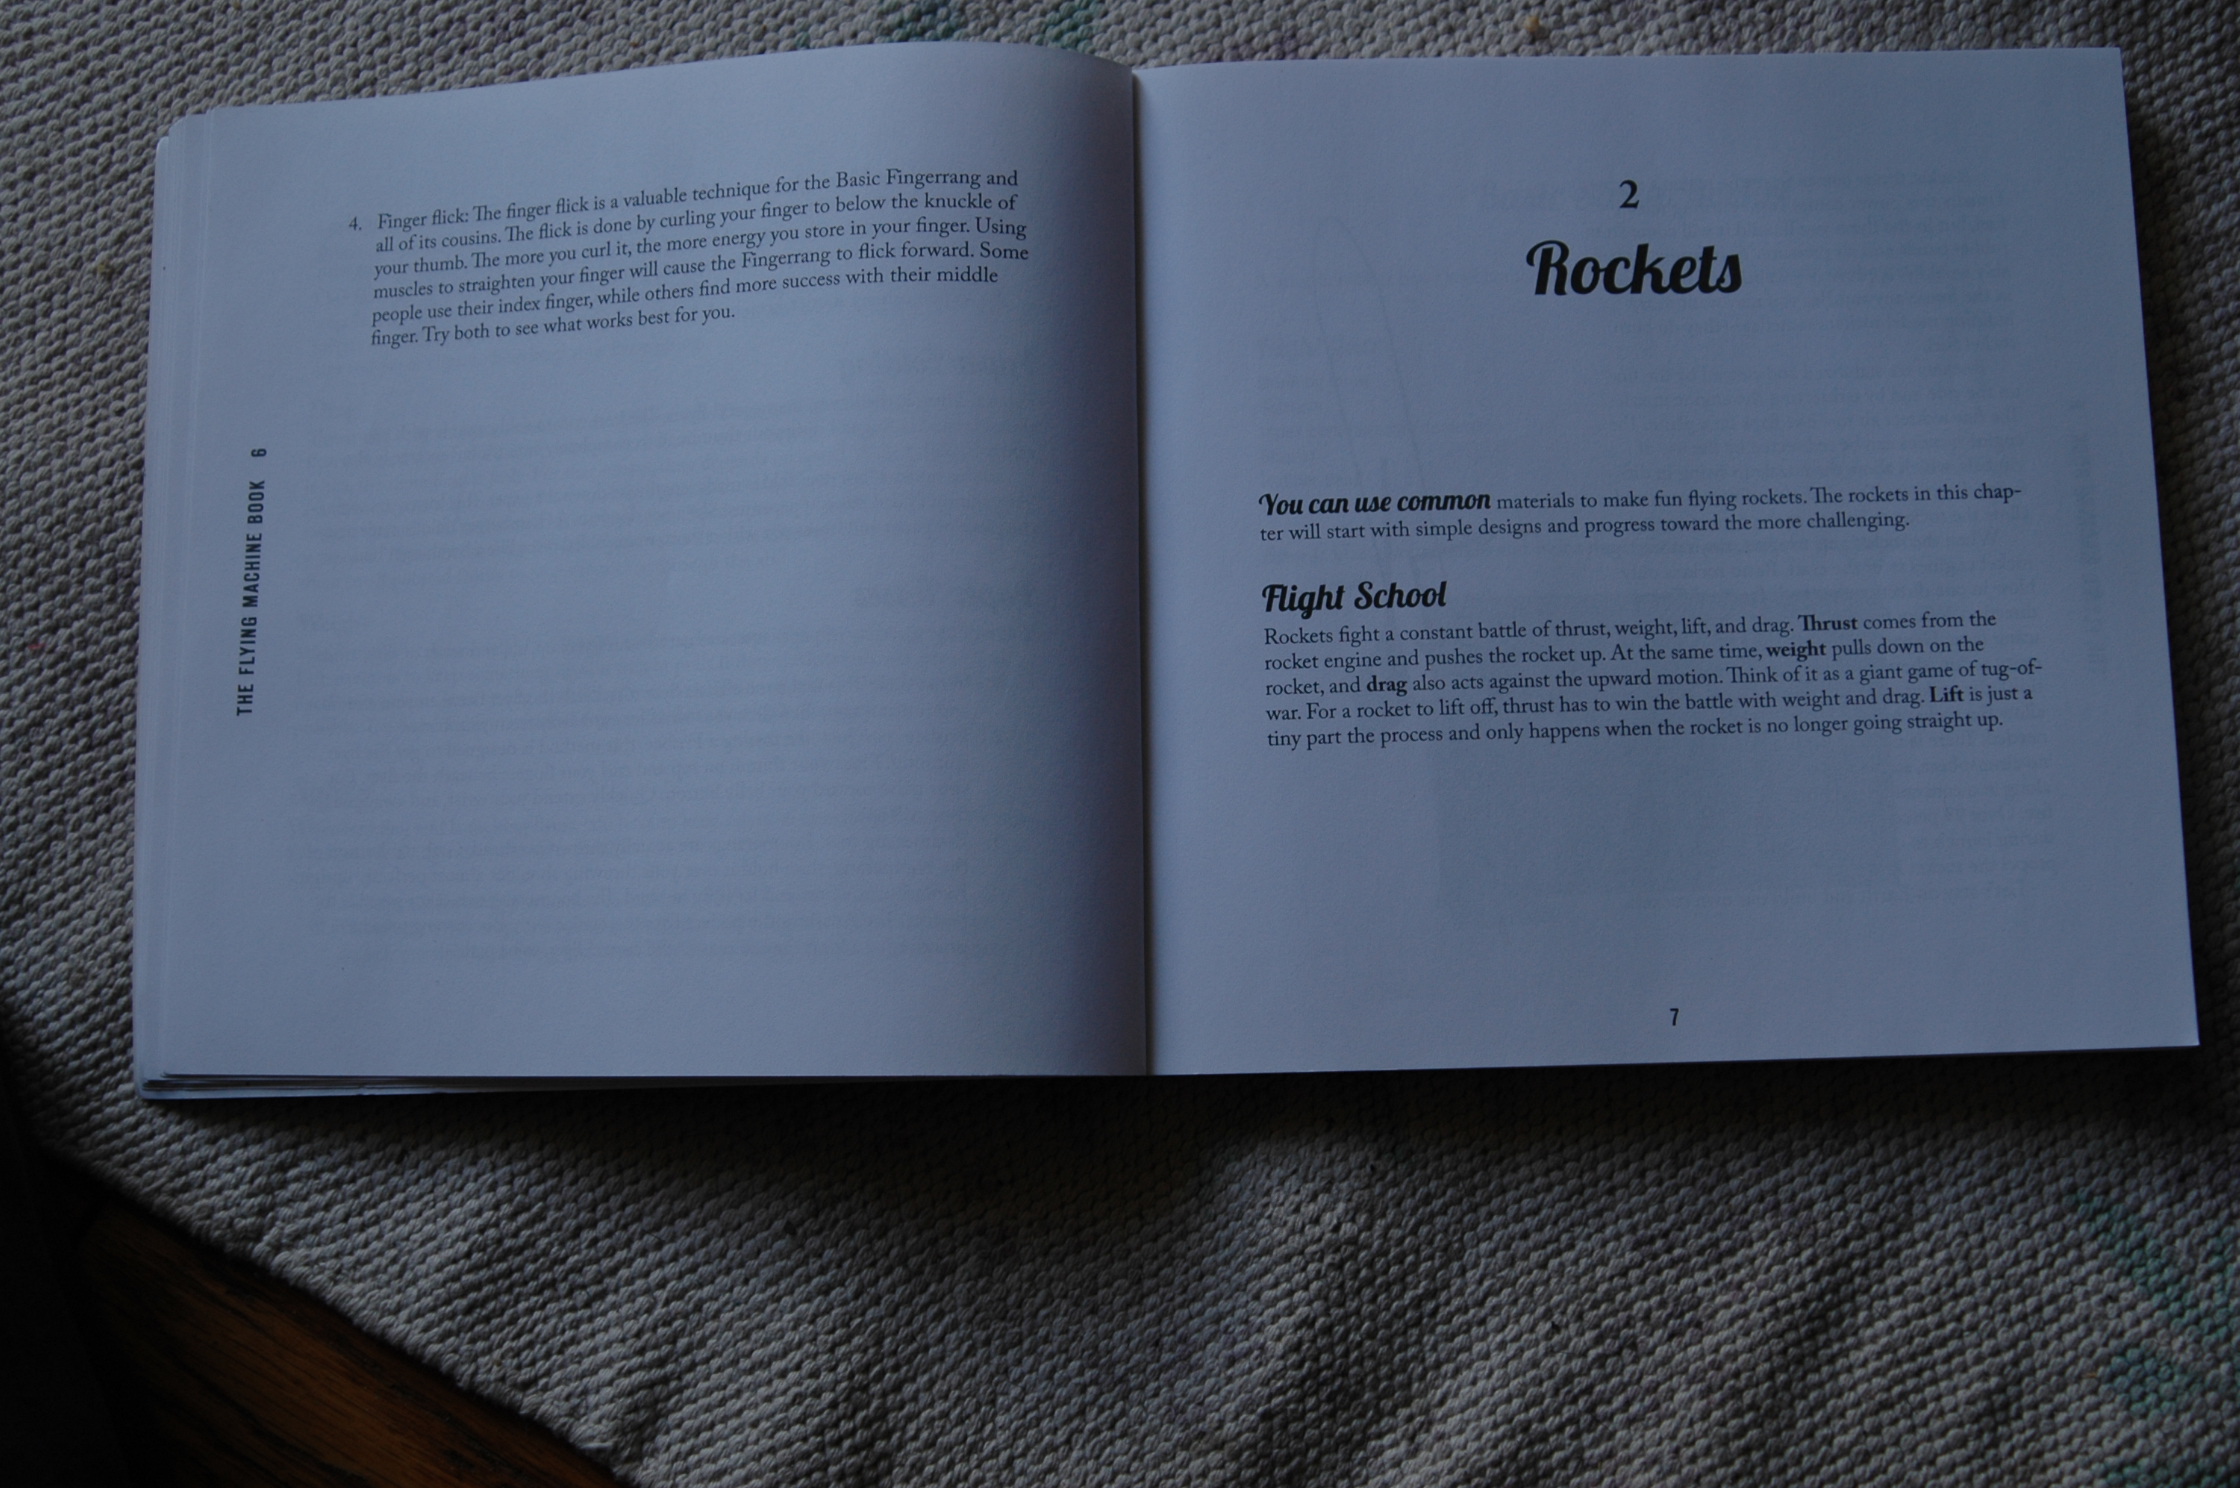 4. Finger flick: The finger flick is a valuable technique for the Basic Fingerrang and
all of its cousins. The flick is done by curling your finger to below the knuckle of
your thumb. The more you curl it, the more energy you store in your finger. Using
muscles to straighten your finger will cause the Fingerrang to flick forward. Some
people use their index finger, while others find more success with their middle
finger. Try both to see what works best for you.
THE FLYING MACHINE BOOK 6
2
Rockets
You can use common materials to make fun flying rockets. The rockets in this chap-
ter will start with simple designs and progress toward the more challenging.
Flight School
Rockets fight a constant battle of thrust, weight, lift, and drag. Thrust comes from the
rocket engine and pushes the rocket up. At the same time, weight pulls down on the
rocket, and drag also acts against the upward motion. Think of it as a giant game of tug-of-
war. For a rocket to lift off, thrust has to win the battle with weight and drag. Lift is just a
tiny part the process and only happens when the rocket is no longer going straight up.
7